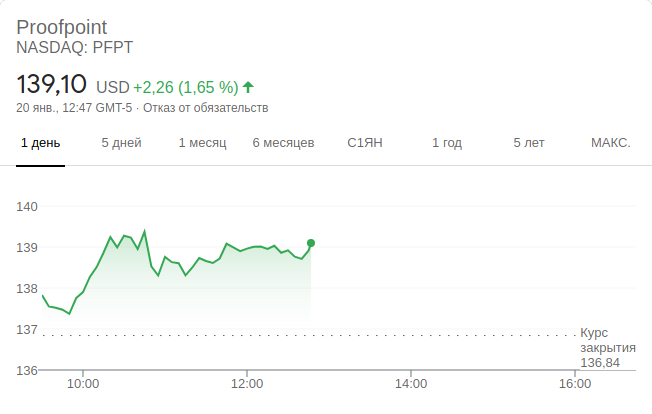 Proofpoint
NASDAQ: PFPT
139,10 USD +2,26 (1,65 %)
20 янв., 12:47 GMT-5 · Отказ от обязательств
1 день 5 дней 1 месяц 6 месяцев С1ЯН 1 год 5 лет МАКС.
140
139
138
137
136
Курс
закрытия
136,84
10:00 12:00 14:00 16:00